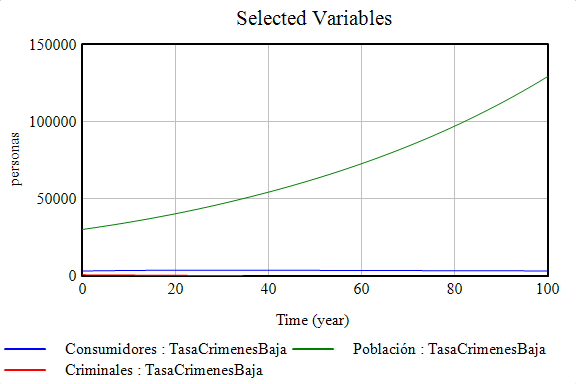 Selected Variables
150000
100000
50000
0
personas
0 20 40 60 80 100
Time (year)
Consumidores : TasaCrimenesBaja Población : TasaCrimenesBaja
Criminales : TasaCrimenesBaja